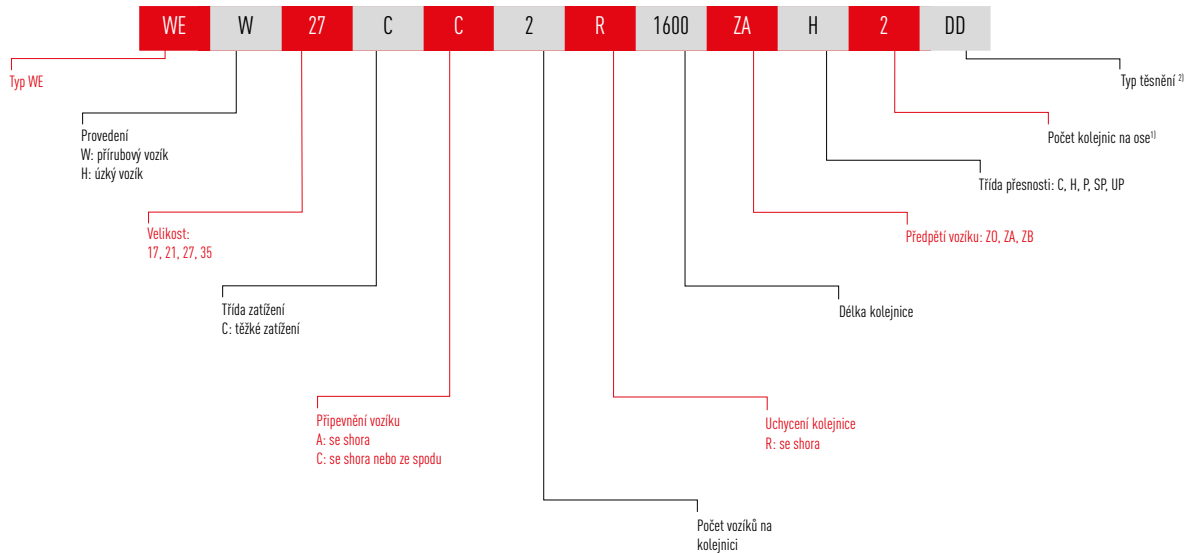 WE W 27 C C 2 R 1600 ZA H 2 DD
Typ WE
Typ těsnění ²⁾
Provedení
W: přírubový vozík
H: úzký vozík
Počet kolejnic na ose¹⁾
Třída přesnosti: C, H, P, SP, UP
Velikost:
17, 21, 27, 35
Předpětí vozíku: Z0, ZA, ZB
Třída zatížení
C: těžké zatížení
Délka kolejnice
Připevnění vozíku
A: se shora
C: se shora nebo ze spodu
Uchycení kolejnice
R: se shora
Počet vozíků na
kolejnici